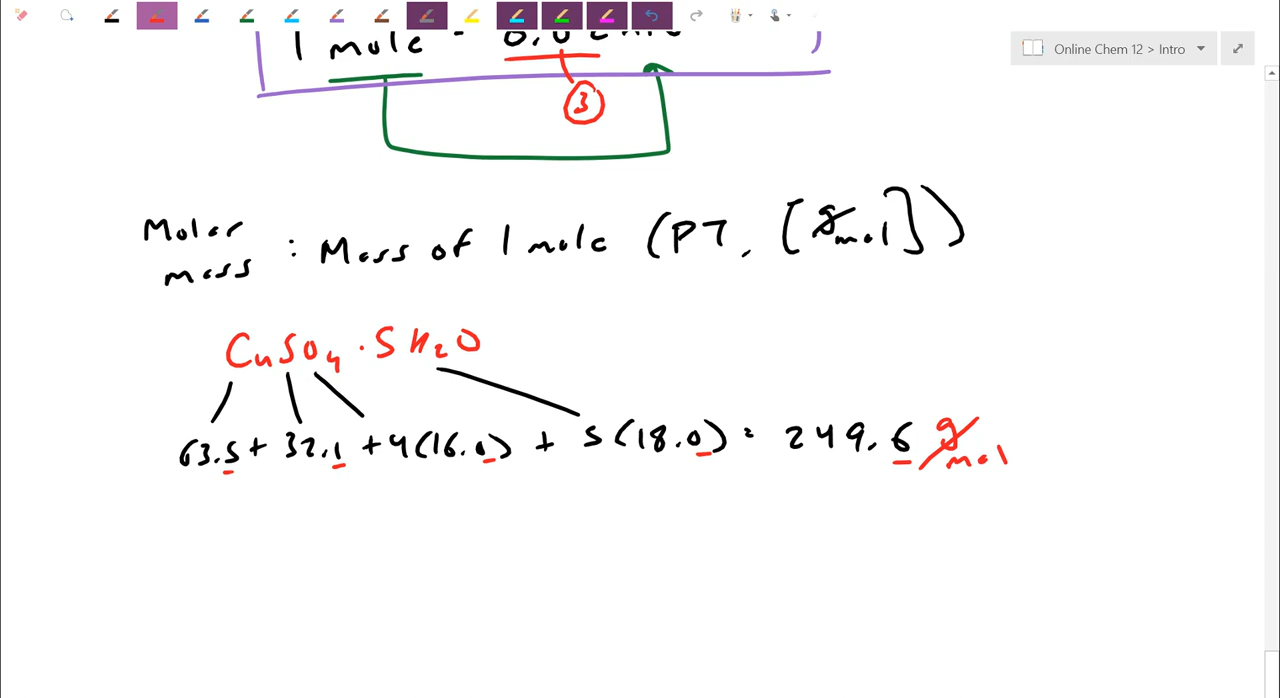 Online Chem 12 > Intro
1 mole
3
Molar
mass : Mass of 1 mole (PT, [g/mol])
CuSO₄ · 5H₂O
63.5 + 32.1 + 4(16.0) + 5(18.0) = 249.6 g/mol